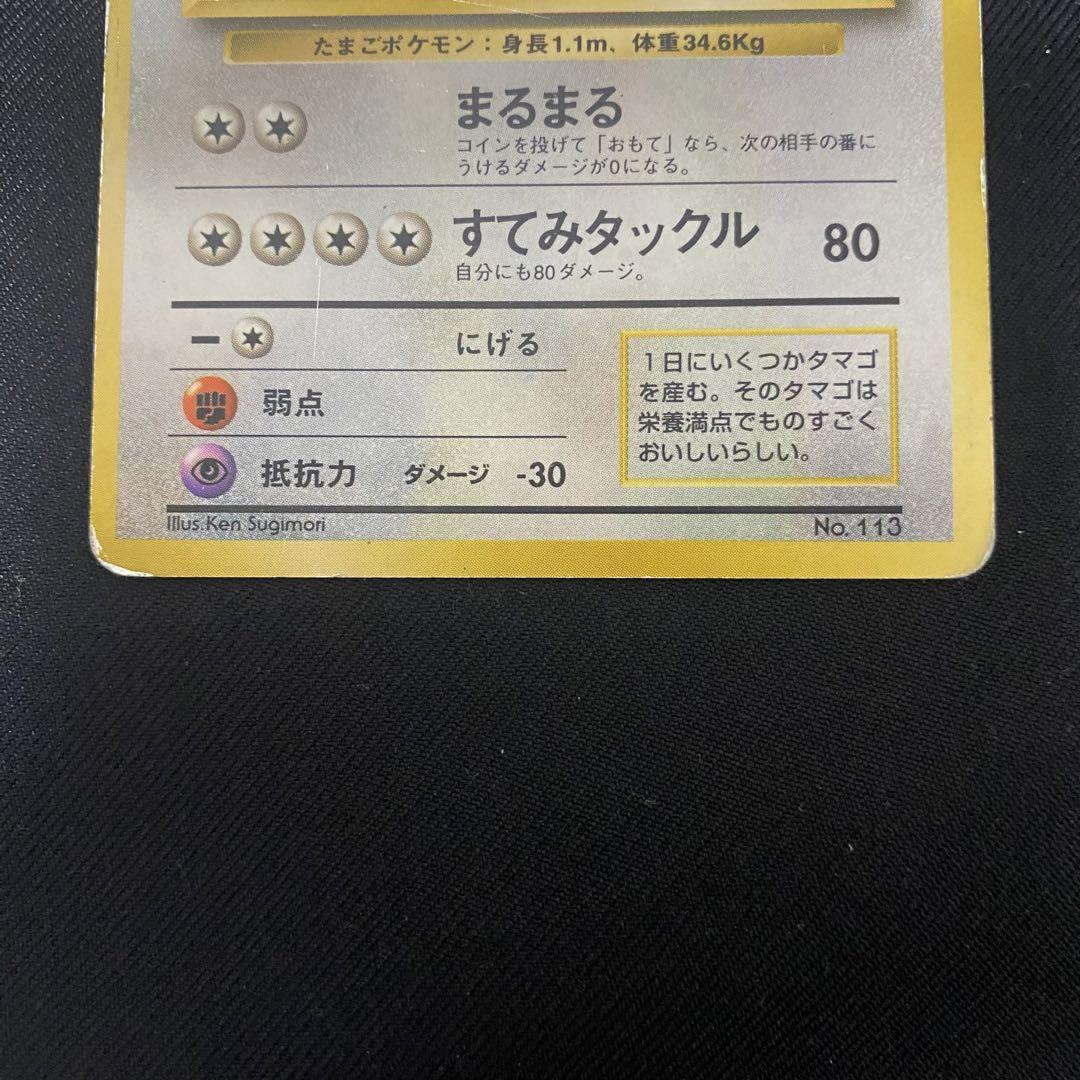 たまごポケモン：身長1.1m、体重34.6Kg
まるまる
コインを投げて「おもて」なら、次の相手の番に
うけるダメージが0になる。
すてみタックル 80
自分にも80ダメージ。
にげる
弱点
抵抗力 ダメージ -30
1日にいくつかタマゴ
を産む。そのタマゴは
栄養満点でものすごく
おいしいらしい。
Illus.Ken Sugimori
No. 113